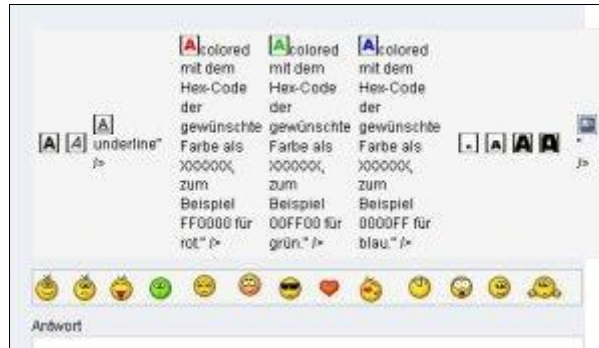 A A A underline" />
A colored mit dem Hex-Code der gewünschte Farbe als XXXXXX, zum Beispiel FF0000 für rot." />
A colored mit dem Hex-Code der gewünschte Farbe als XXXXXX, zum Beispiel 00FF00 für grün." />
A colored mit dem Hex-Code der gewünschte Farbe als XXXXXX, zum Beispiel 0000FF für blau." />
A A A
" />
Antwort